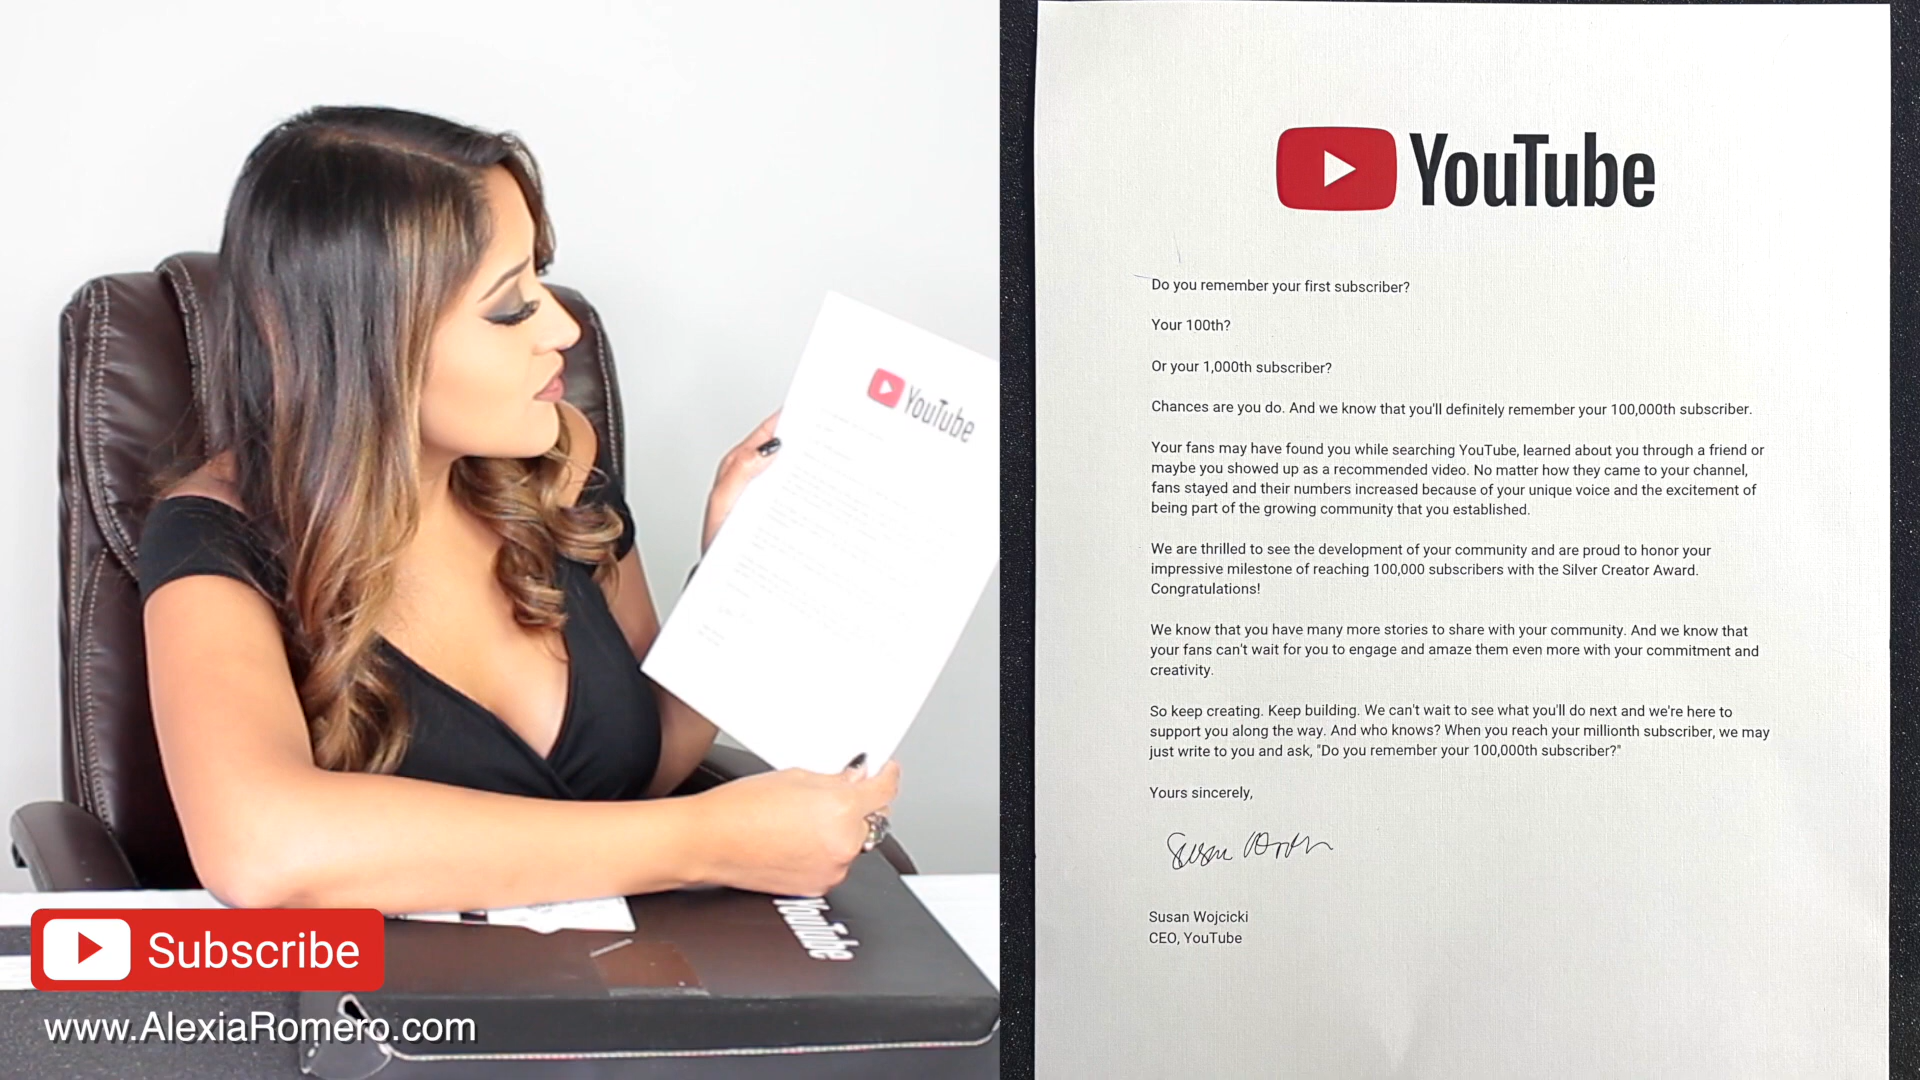 YouTube
YouTube
Do you remember your first subscriber?
Your 100th?
Or your 1,000th subscriber?
Chances are you do. And we know that you'll definitely remember your 100,000th subscriber.
Your fans may have found you while searching YouTube, learned about you through a friend or
maybe you showed up as a recommended video. No matter how they came to your channel,
fans stayed and their numbers increased because of your unique voice and the excitement of
being part of the growing community that you established.
We are thrilled to see the development of your community and are proud to honor your
impressive milestone of reaching 100,000 subscribers with the Silver Creator Award.
Congratulations!
We know that you have many more stories to share with your community. And we know that
your fans can't wait for you to engage and amaze them even more with your commitment and
creativity.
So keep creating. Keep building. We can't wait to see what you'll do next and we're here to
support you along the way. And who knows? When you reach your millionth subscriber, we may
just write to you and ask, "Do you remember your 100,000th subscriber?"
Yours sincerely,
Susan Wojcicki
CEO, YouTube
YouTube
Subscribe
www.AlexiaRomero.com